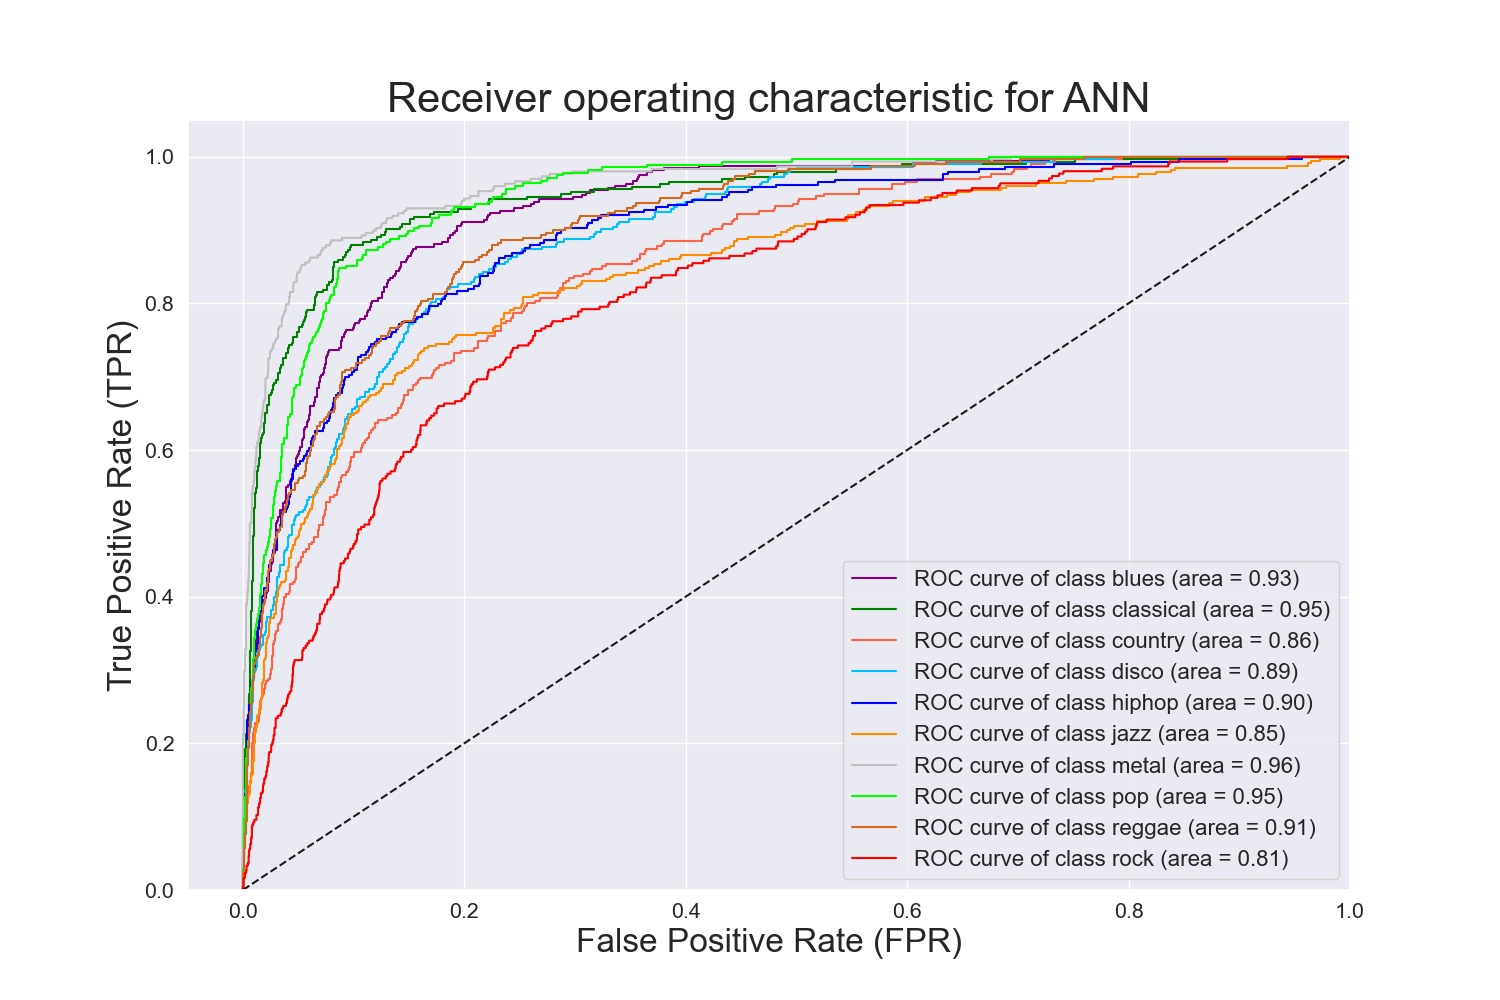 Receiver operating characteristic for ANN
True Positive Rate (TPR)
1.0
0.8
0.6
0.4
0.2
0.0
ROC curve of class blues (area = 0.93)
ROC curve of class classical (area = 0.95)
ROC curve of class country (area = 0.86)
ROC curve of class disco (area = 0.89)
ROC curve of class hiphop (area = 0.90)
ROC curve of class jazz (area = 0.85)
ROC curve of class metal (area = 0.96)
ROC curve of class pop (area = 0.95)
ROC curve of class reggae (area = 0.91)
ROC curve of class rock (area = 0.81)
0.0 0.2 0.4 0.6 0.8 1.0
False Positive Rate (FPR)